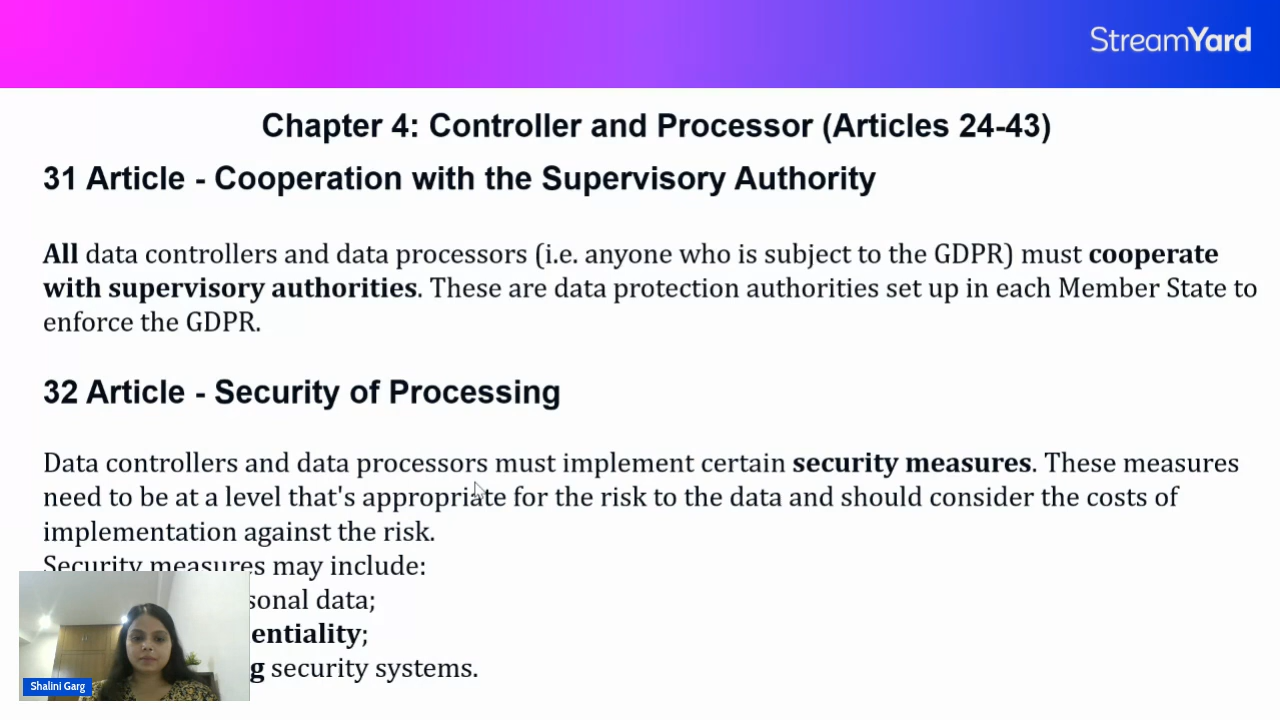 StreamYard
Chapter 4: Controller and Processor (Articles 24-43)
31 Article - Cooperation with the Supervisory Authority
All data controllers and data processors (i.e. anyone who is subject to the GDPR) must cooperate
with supervisory authorities. These are data protection authorities set up in each Member State to
enforce the GDPR.
32 Article - Security of Processing
Data controllers and data processors must implement certain security measures. These measures
need to be at a level that's appropriate for the risk to the data and should consider the costs of
implementation against the risk.
Security measures may include:
sonal data;
entiality;
g security systems.
Shalini Garg